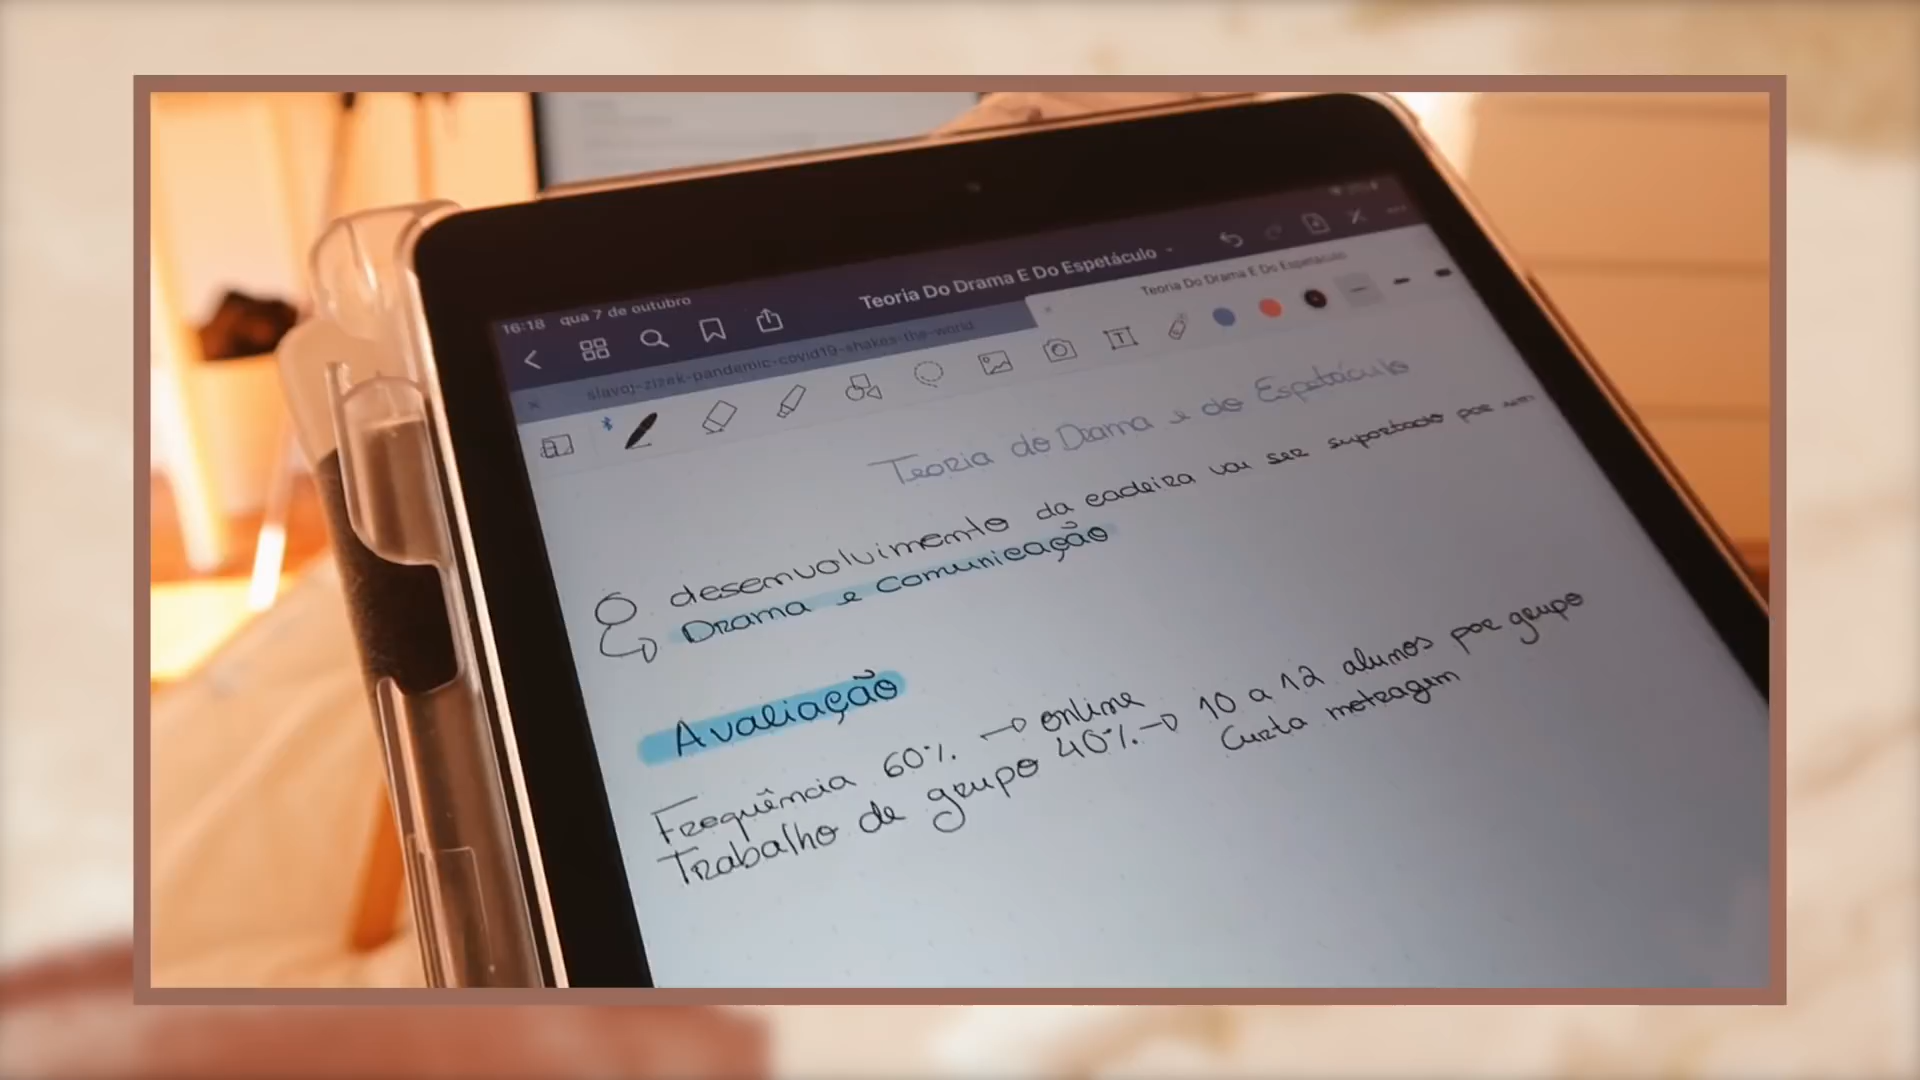 16:18 qua 7 de outubro
Teoria Do Drama E Do Espetáculo
slavoj-zizek-pandemic-covid19-shakes-the-world
Teoria Do Drama E Do Espetáculo
Teoria do Drama e do Espetáculo
O desenvolvimento da cadeira vai ser suportado por um
Drama e comunicação
Avaliação
Frequência 60% → online
Trabalho de grupo 40% → 10 a 12 alunos por grupo
Curta metragem